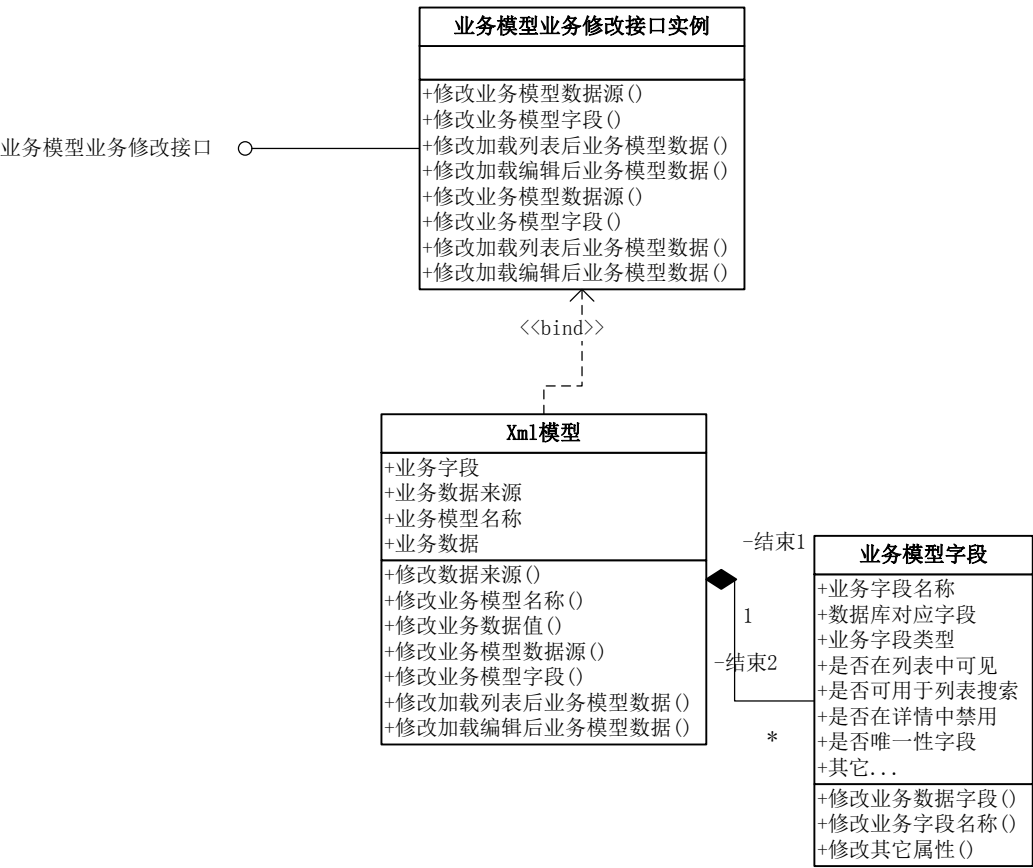 业务模型业务修改接口实例
+修改业务模型数据源()
+修改业务模型字段()
+修改加载列表后业务模型数据()
+修改加载编辑后业务模型数据()
+修改业务模型数据源()
+修改业务模型字段()
+修改加载列表后业务模型数据()
+修改加载编辑后业务模型数据()
业务模型业务修改接口
<<bind>>
Xml模型
+业务字段
+业务数据来源
+业务模型名称
+业务数据
+修改数据来源()
+修改业务模型名称()
+修改业务数据值()
+修改业务模型数据源()
+修改业务模型字段()
+修改加载列表后业务模型数据()
+修改加载编辑后业务模型数据()
-结束1
1
-结束2
*
业务模型字段
+业务字段名称
+数据库对应字段
+业务字段类型
+是否在列表中可见
+是否可用于列表搜索
+是否在详情中禁用
+是否唯一性字段
+其它...
+修改业务数据字段()
+修改业务字段名称()
+修改其它属性()